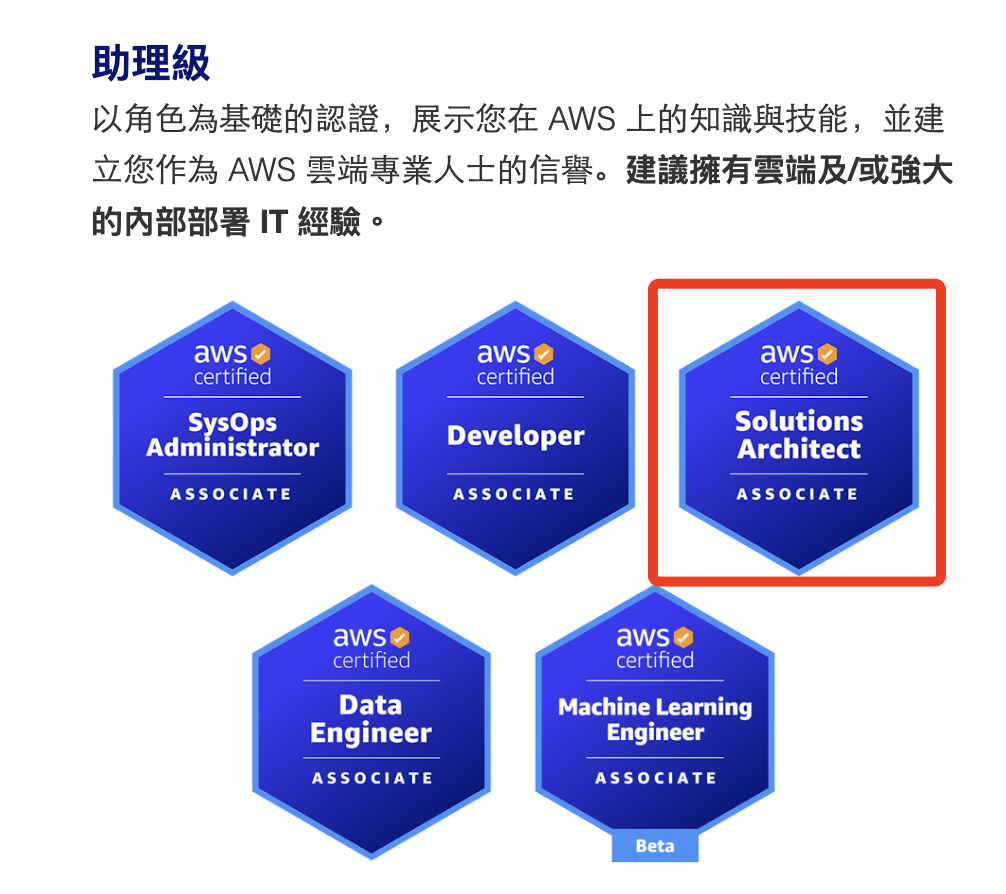 助理級
以角色為基礎的認證，展示您在 AWS 上的知識與技能，並建
立您作為 AWS 雲端專業人士的信譽。建議擁有雲端及/或強大
的內部部署 IT 經驗。
aws
certified
SysOps
Administrator
ASSOCIATE
aws
certified
Developer
ASSOCIATE
aws
certified
Solutions
Architect
ASSOCIATE
aws
certified
Data
Engineer
ASSOCIATE
aws
certified
Machine Learning
Engineer
ASSOCIATE
Beta